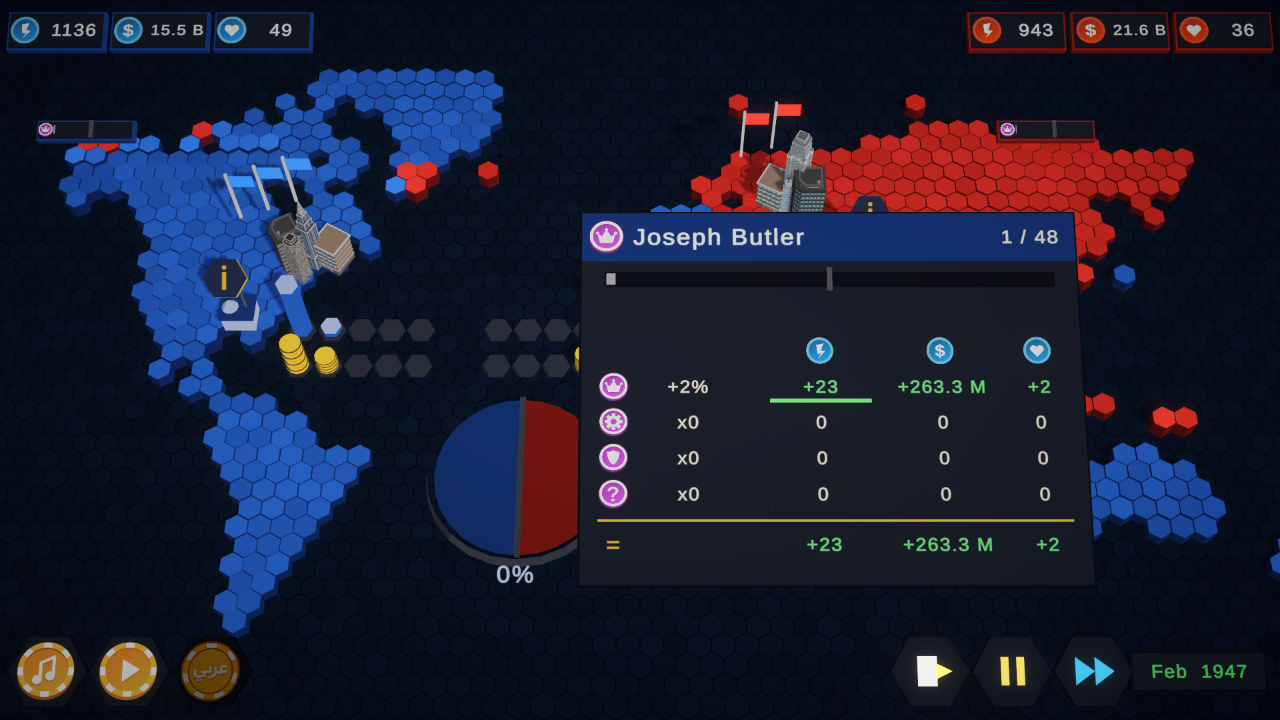 1136 15.5 B 49 943 21.6 B 36
Joseph Butler 1 / 48
+2% +23 +263.3 M +2
x0 0 0 0
x0 0 0 0
x0 0 0 0
= +23 +263.3 M +2
0%
عربي Feb 1947